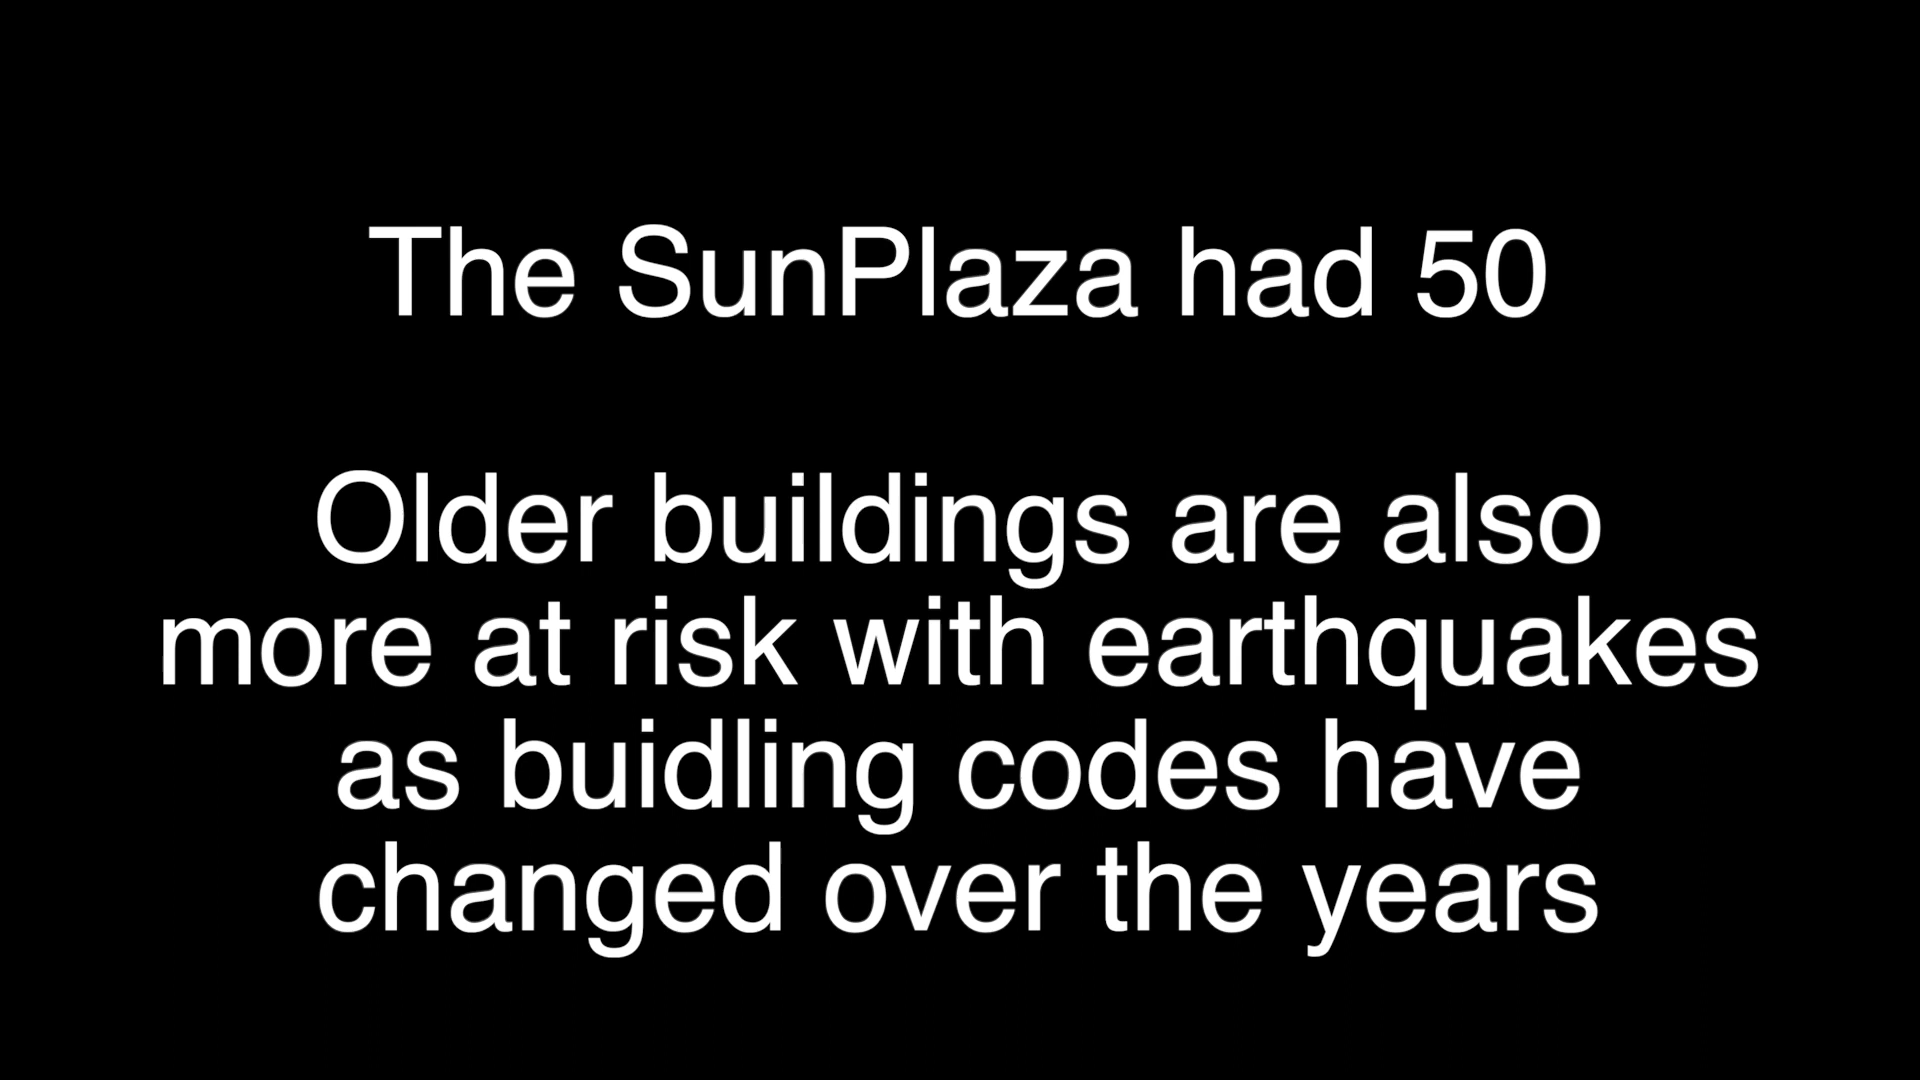 The SunPlaza had 50
Older buildings are also
more at risk with earthquakes
as buidling codes have
changed over the years